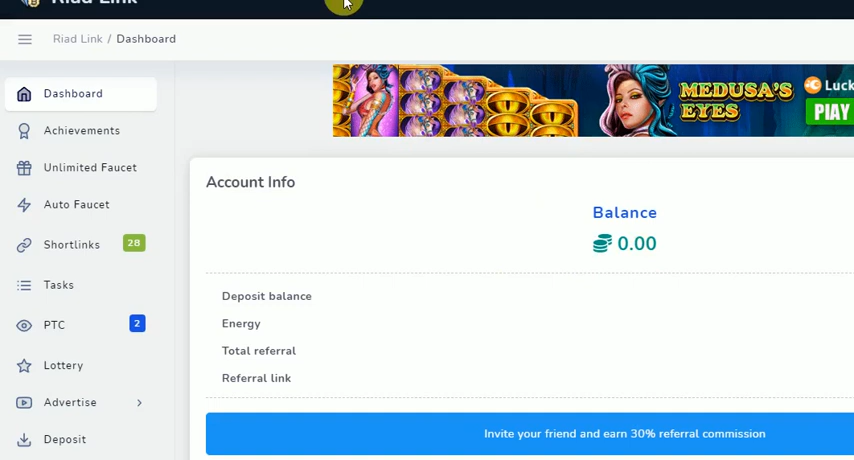 Riad Link
Riad Link / Dashboard
MEDUSA'S
EYES
Luck
PLAY
Dashboard
Achievements
Unlimited Faucet
Auto Faucet
Shortlinks 28
Tasks
PTC 2
Lottery
Advertise
Deposit
Account Info
Balance
0.00
Deposit balance
Energy
Total referral
Referral link
Invite your friend and earn 30% referral commission